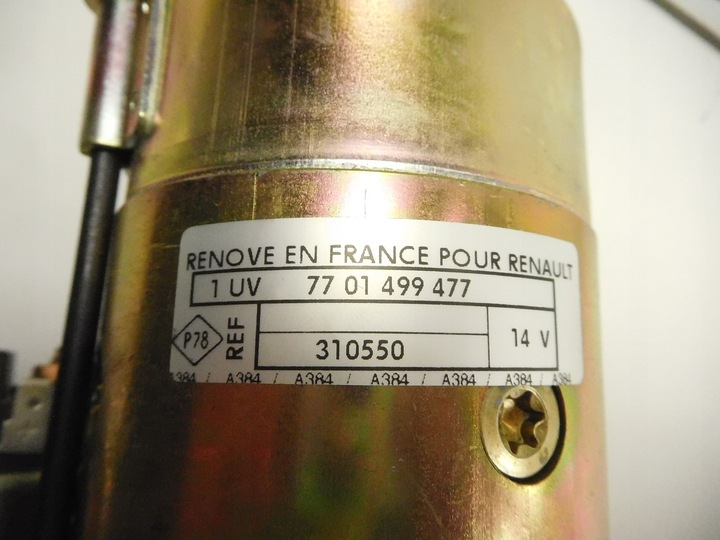 RENOVE EN FRANCE POUR RENAULT
1 UV 77 01 499 477
P78 REF 310550 14 V
A384 / A384 / A384 / A384 / A384 / A384